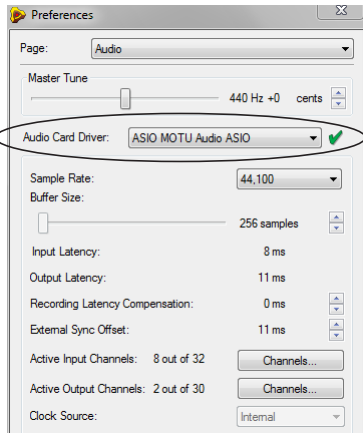 Preferences
Page: Audio
Master Tune
440 Hz +0 cents
Audio Card Driver: ASIO MOTU Audio ASIO
Sample Rate: 44,100
Buffer Size:
256 samples
Input Latency: 8 ms
Output Latency: 11 ms
Recording Latency Compensation: 0 ms
External Sync Offset: 11 ms
Active Input Channels: 8 out of 32 Channels...
Active Output Channels: 2 out of 30 Channels...
Clock Source: Internal